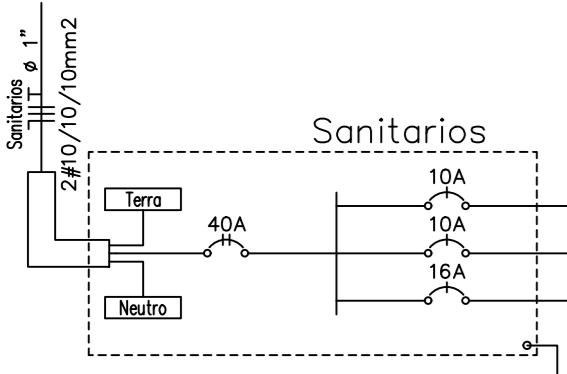 Sanitarios
ø 1"
2#10/10/10mm2
Sanitarios
Terra
40A
Neutro
10A
10A
16A